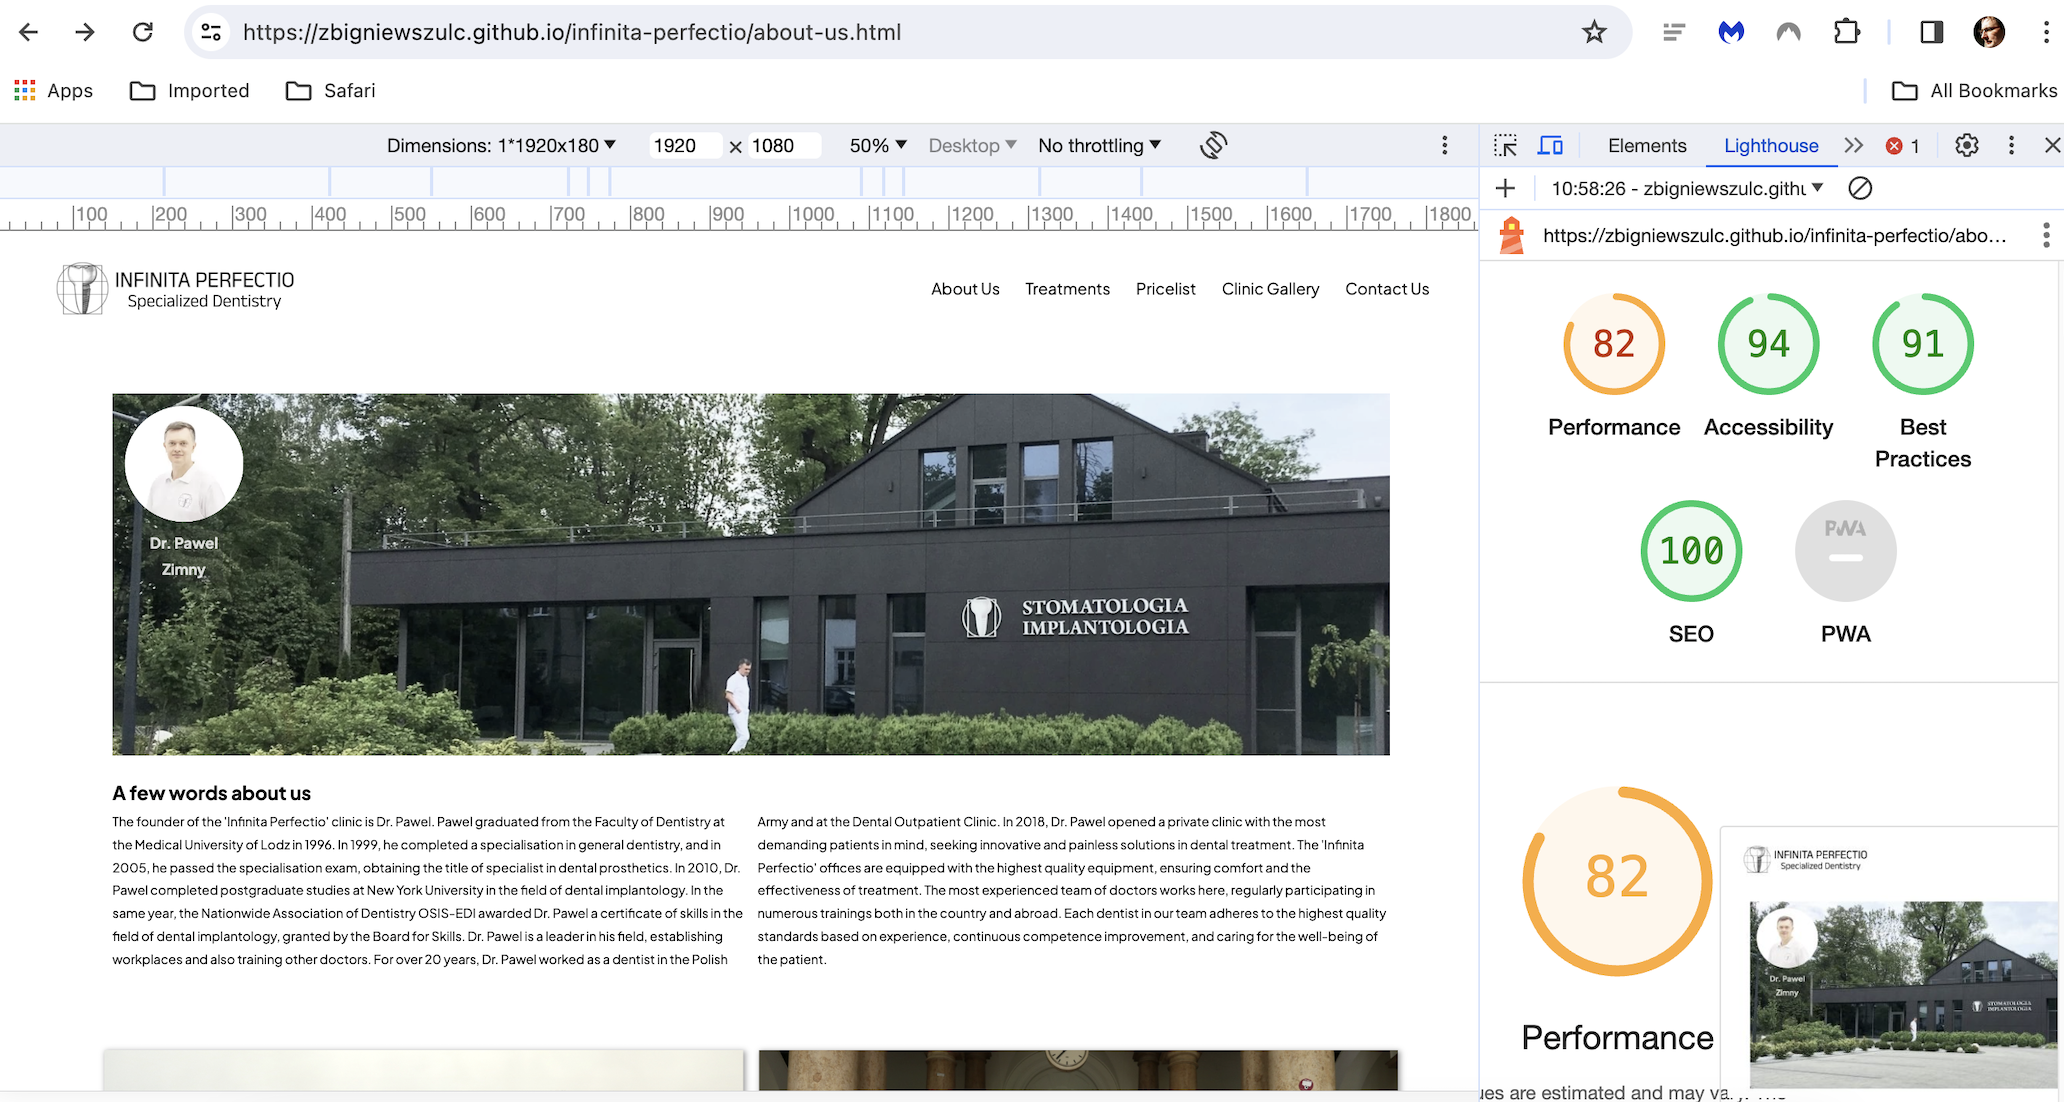 https://zbigniewszulc.github.io/infinita-perfectio/about-us.html
Apps
Imported
Safari
All Bookmarks
Dimensions: 1*1920x180
1920 × 1080
50%
Desktop
No throttling
Elements
Lighthouse
1
10:58:26 - zbigniewszulc.githu
https://zbigniewszulc.github.io/infinita-perfectio/abo...
100 200 300 400 500 600 700 800 900 1000 1100 1200 1300 1400 1500 1600 1700 1800
INFINITA PERFECTIO
Specialized Dentistry
About Us
Treatments
Pricelist
Clinic Gallery
Contact Us
Dr. Pawel
Zimny
STOMATOLOGIA
IMPLANTOLOGIA
A few words about us
The founder of the 'Infinita Perfectio' clinic is Dr. Pawel. Pawel graduated from the Faculty of Dentistry at
the Medical University of Lodz in 1996. In 1999, he completed a specialisation in general dentistry, and in
2005, he passed the specialisation exam, obtaining the title of specialist in dental prosthetics. In 2010, Dr.
Pawel completed postgraduate studies at New York University in the field of dental implantology. In the
same year, the Nationwide Association of Dentistry OSIS-EDI awarded Dr. Pawel a certificate of skills in the
field of dental implantology, granted by the Board for Skills. Dr. Pawel is a leader in his field, establishing
workplaces and also training other doctors. For over 20 years, Dr. Pawel worked as a dentist in the Polish
Army and at the Dental Outpatient Clinic. In 2018, Dr. Pawel opened a private clinic with the most
demanding patients in mind, seeking innovative and painless solutions in dental treatment. The 'Infinita
Perfectio' offices are equipped with the highest quality equipment, ensuring comfort and the
effectiveness of treatment. The most experienced team of doctors works here, regularly participating in
numerous trainings both in the country and abroad. Each dentist in our team adheres to the highest quality
standards based on experience, continuous competence improvement, and caring for the well-being of
the patient.
82
Performance
94
Accessibility
91
Best
Practices
100
SEO
PWA
PWA
82
Performance
INFINITA PERFECTIO
Specialized Dentistry
Dr. Pawel
Zimny
STOMATOLOGIA
IMPLANTOLOGIA
ues are estimated and may vary. The